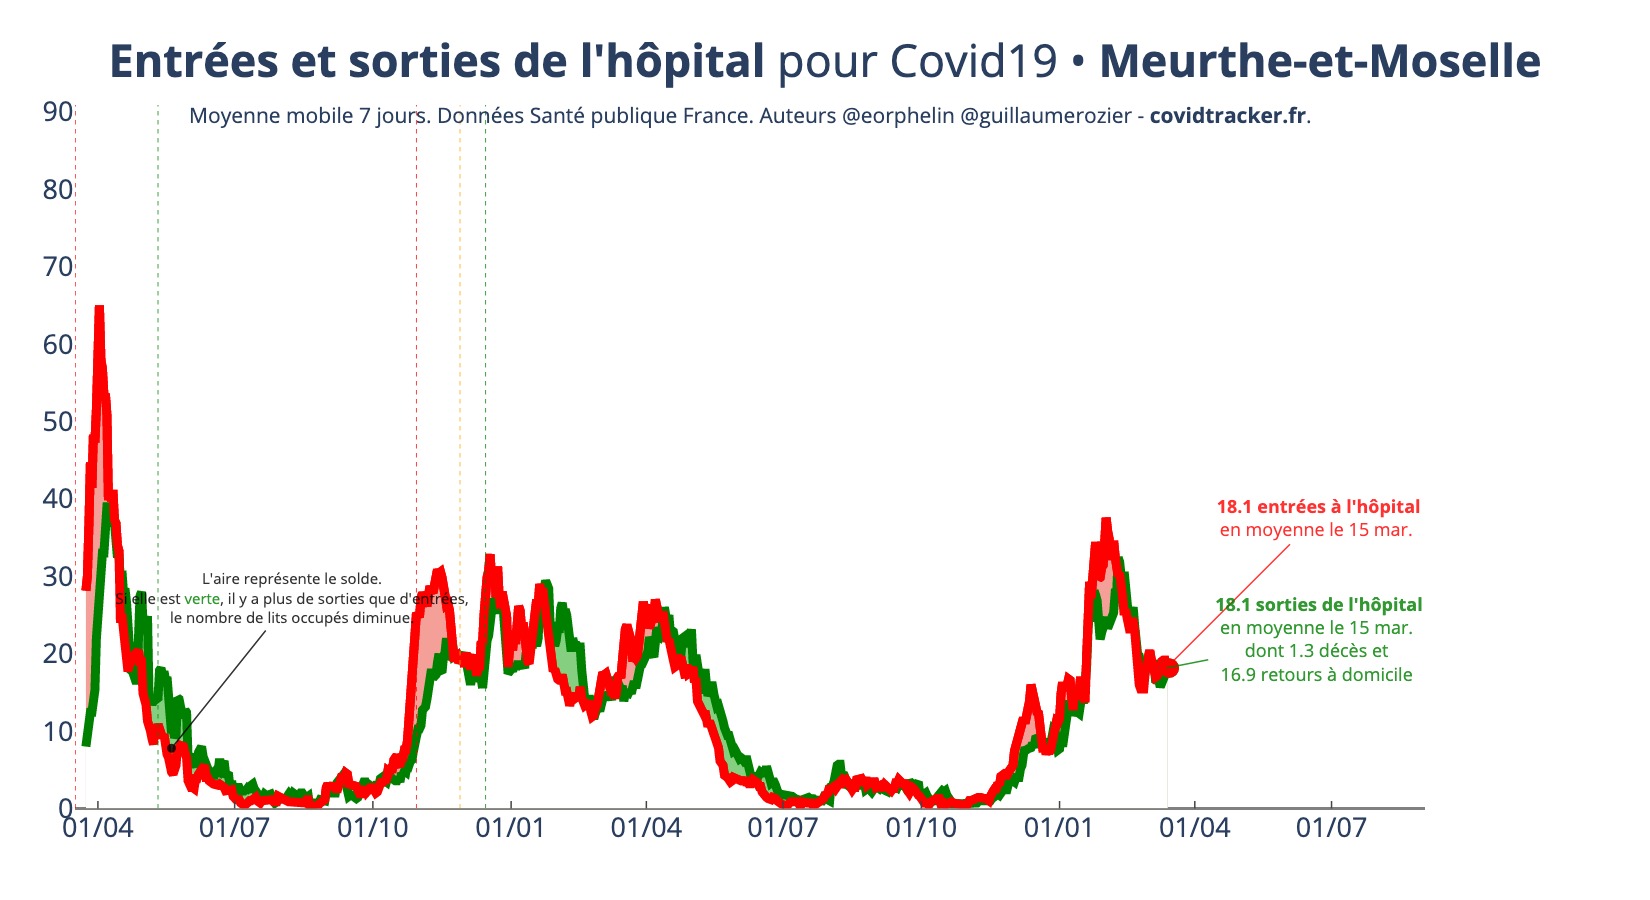 Entrées et sorties de l'hôpital pour Covid19 • Meurthe-et-Moselle
Moyenne mobile 7 jours. Données Santé publique France. Auteurs @eorphelin @guillaumerozier - covidtracker.fr.
90
80
70
60
50
40
30
20
10
0
L'aire représente le solde.
Si elle est verte, il y a plus de sorties que d'entrées,
le nombre de lits occupés diminue.
18.1 entrées à l'hôpital
en moyenne le 15 mar.
18.1 sorties de l'hôpital
en moyenne le 15 mar.
dont 1.3 décès et
16.9 retours à domicile
01/04 01/07 01/10 01/01 01/04 01/07 01/10 01/01 01/04 01/07